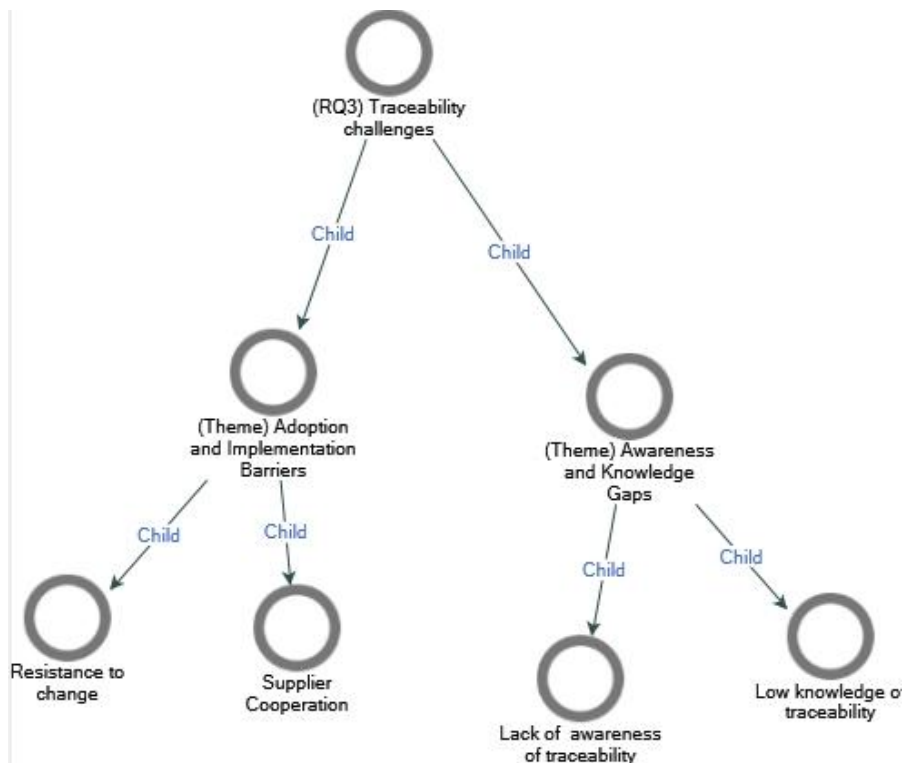 (RQ3) Traceability
challenges
Child
Child
(Theme) Adoption
and Implementation
Barriers
(Theme) Awareness
and Knowledge
Gaps
Child
Child
Child
Child
Resistance to
change
Supplier
Cooperation
Lack of awareness
of traceability
Low knowledge of
traceability